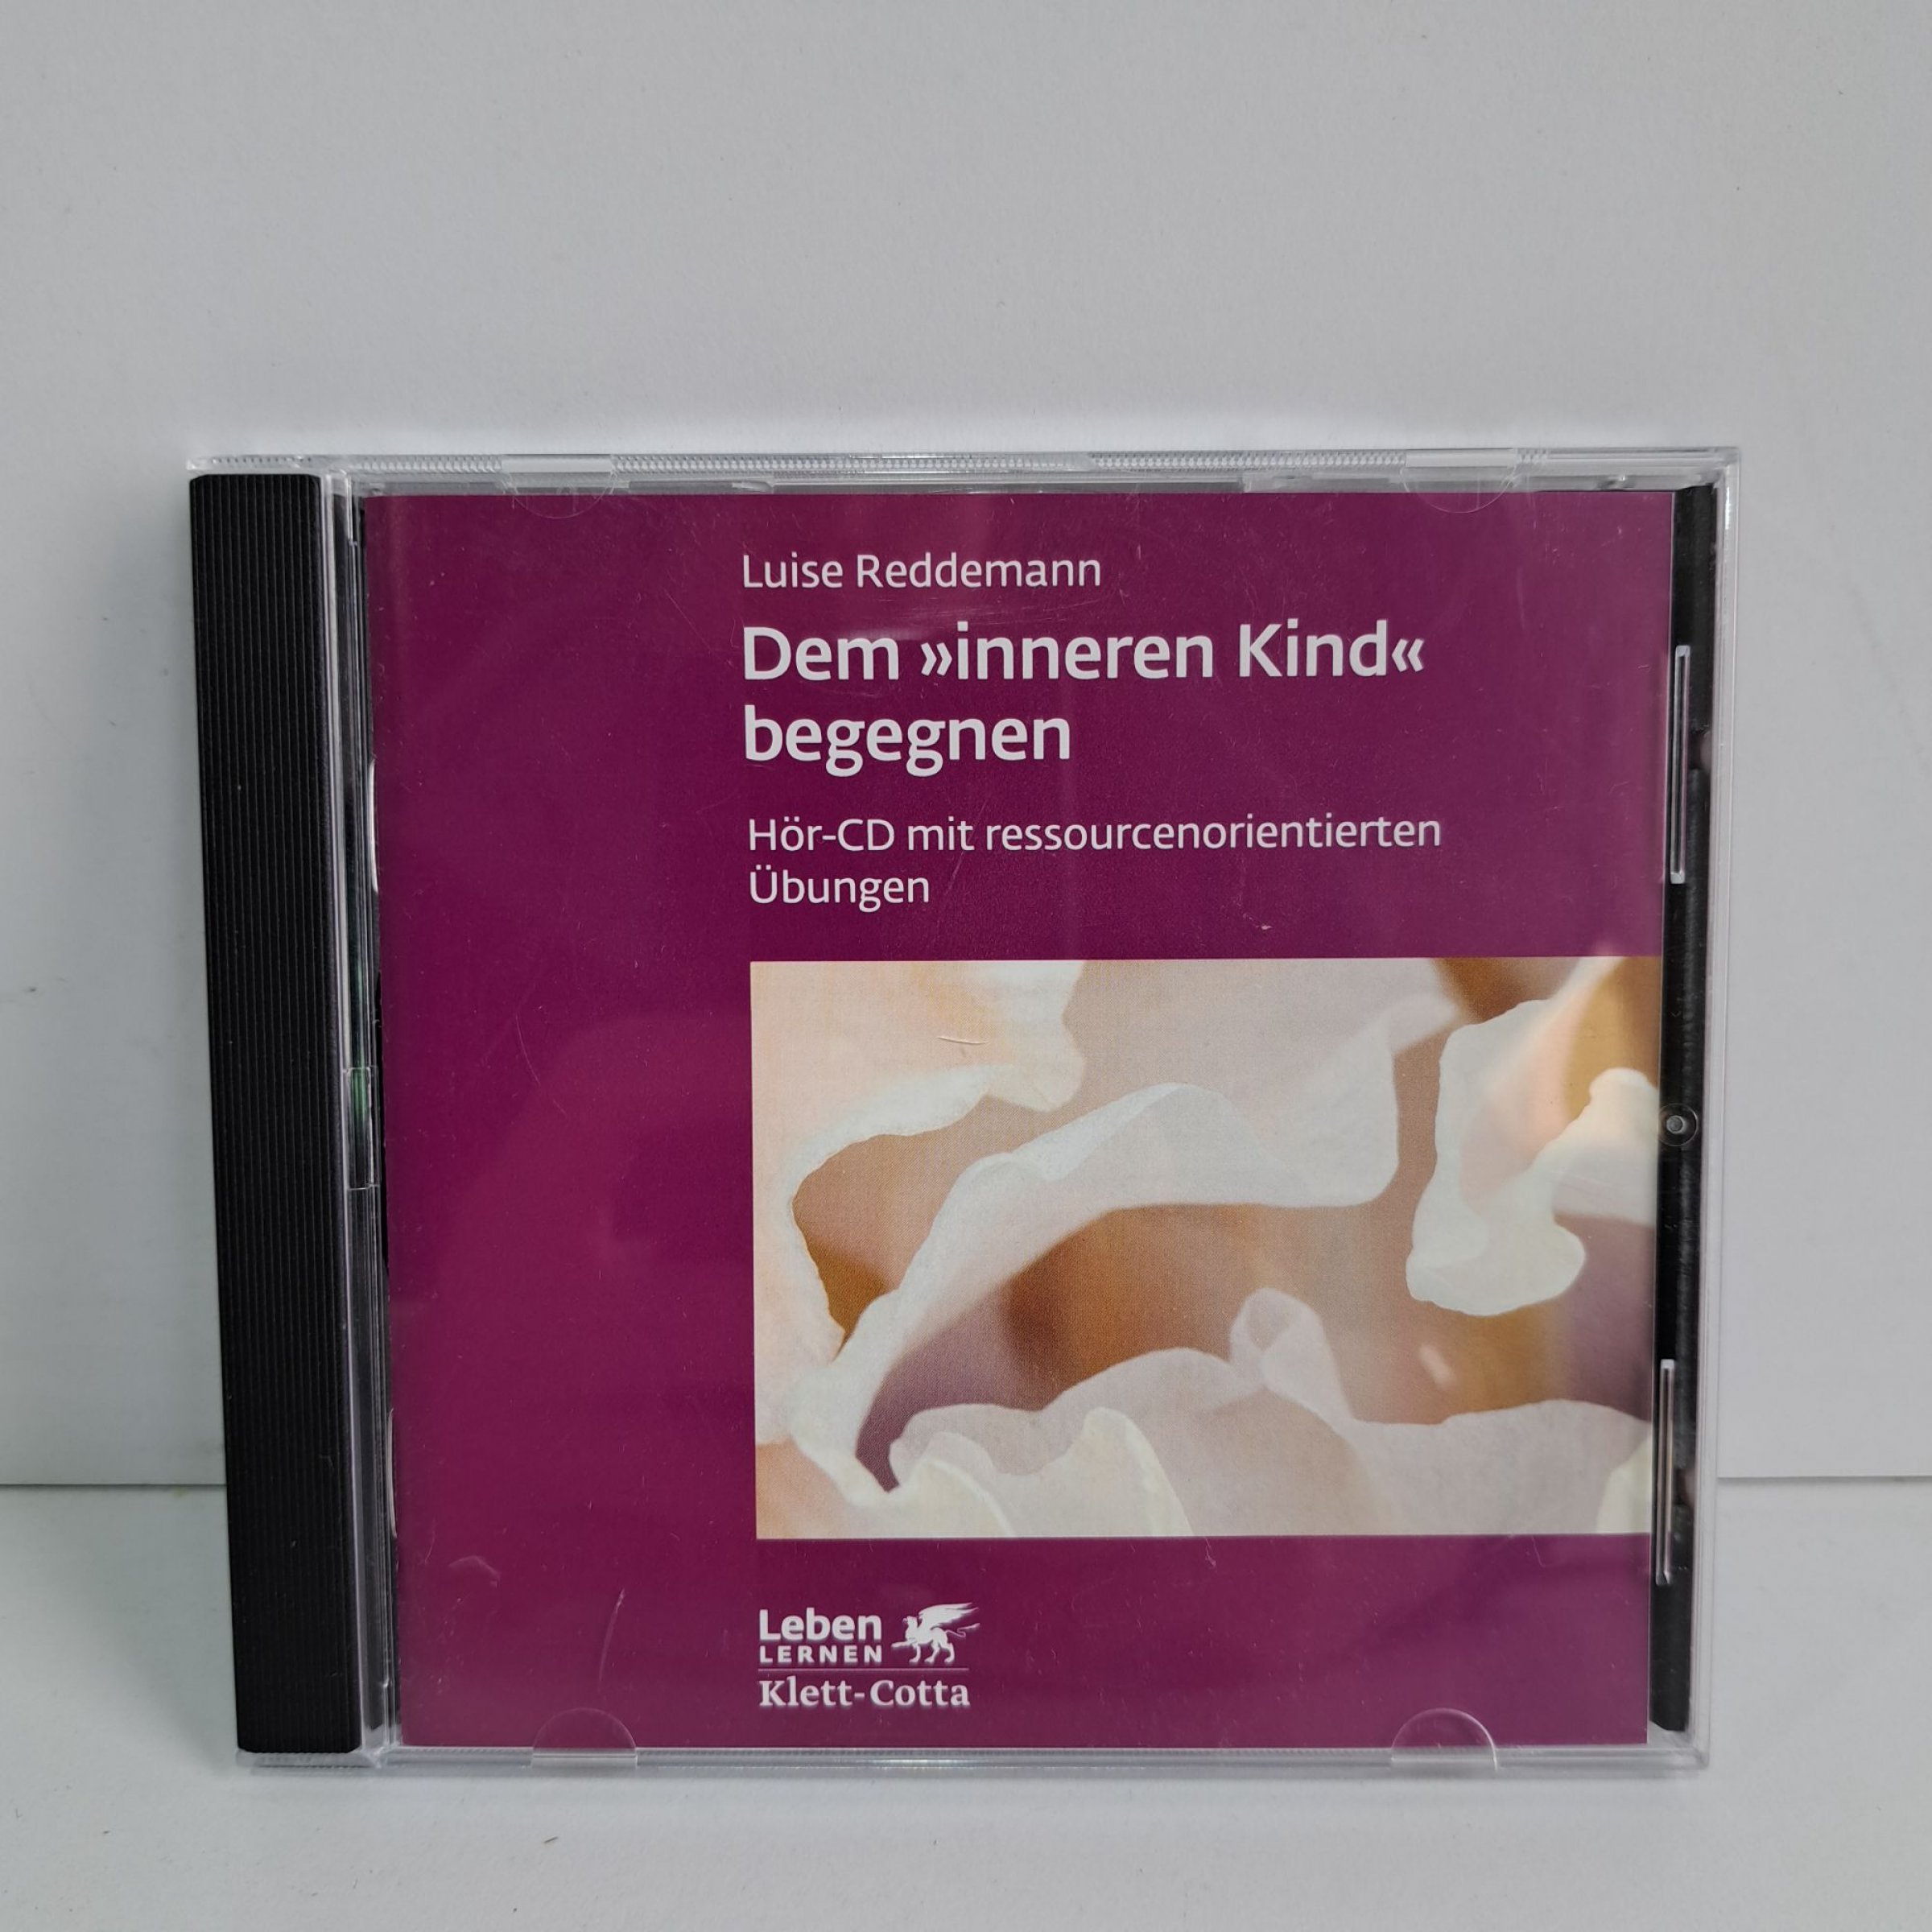 Luise Reddemann
Dem »inneren Kind«
begegnen
Hör-CD mit ressourcenorientierten
Übungen
Leben
LERNEN
Klett-Cotta